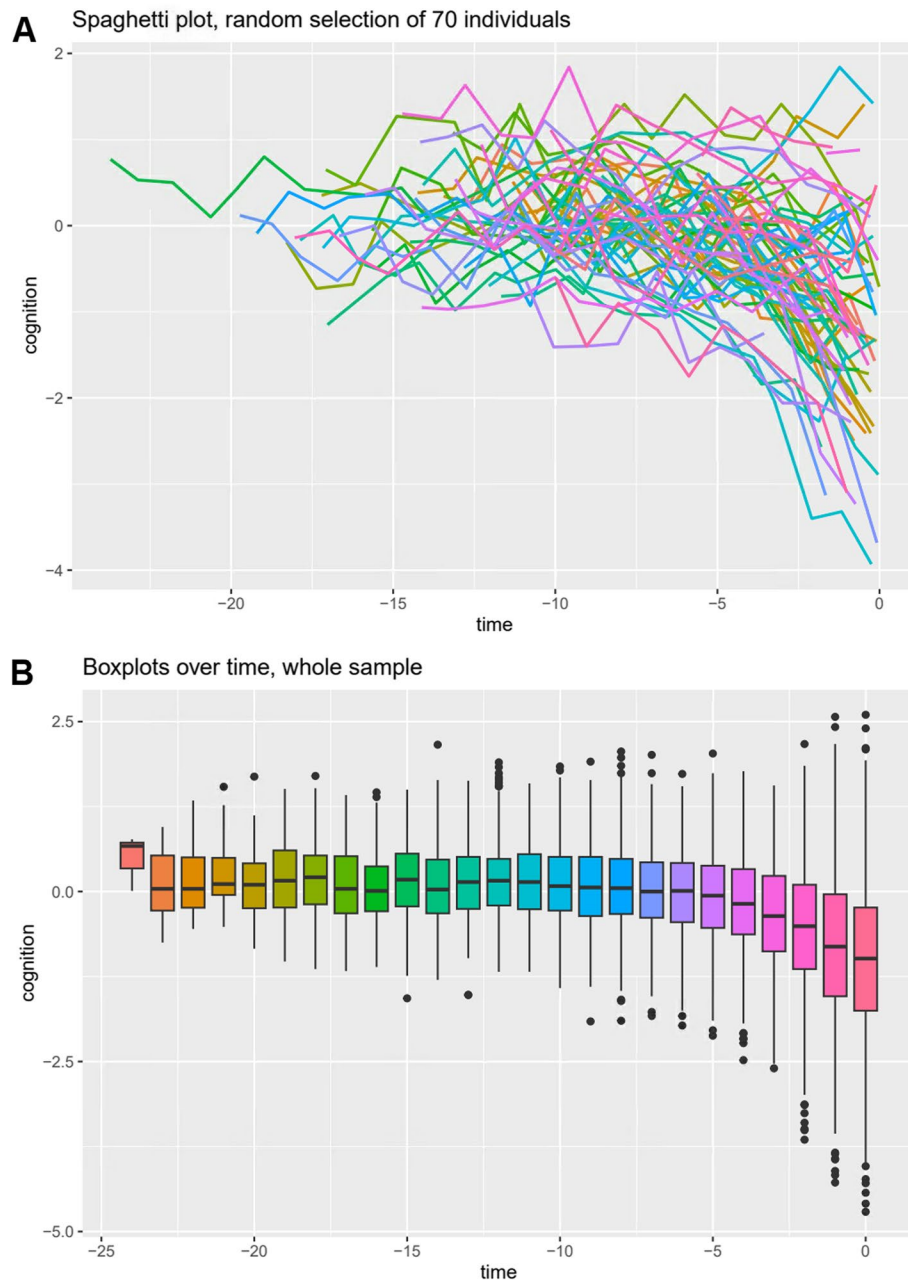 A
Spaghetti plot, random selection of 70 individuals
2
0
−2
−4
cognition
−20
−15
−10
−5
0
time
B
Boxplots over time, whole sample
2.5
0.0
−2.5
−5.0
cognition
−25
−20
−15
−10
−5
0
time